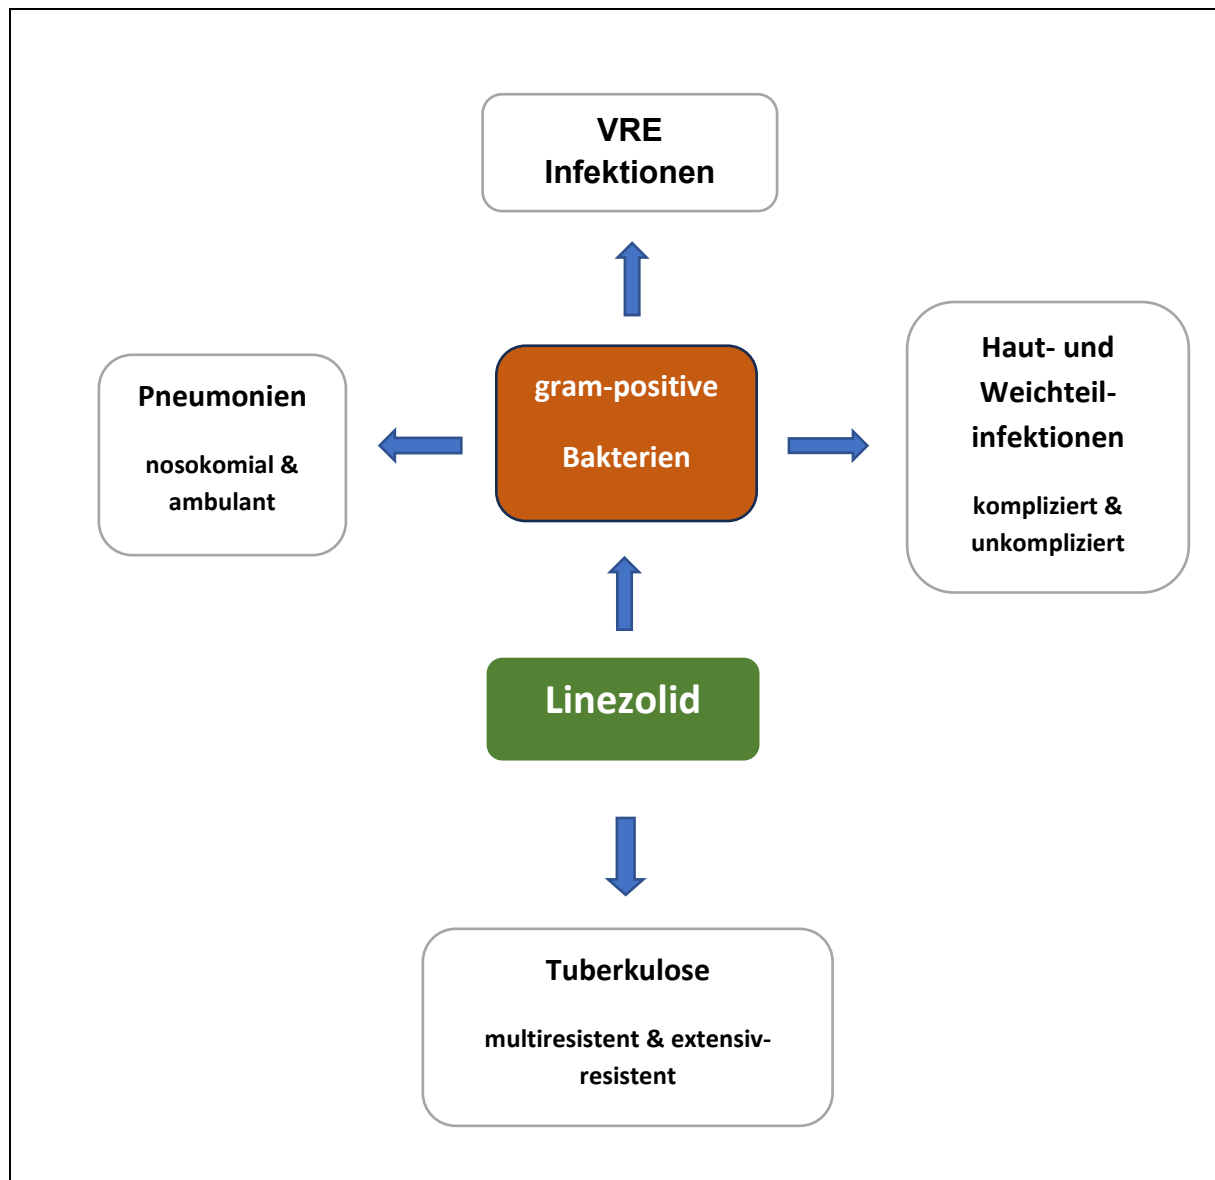 VRE
Infektionen
Pneumonien
nosokomial &
ambulant
gram-positive
Bakterien
Haut- und
Weichteil-
infektionen
kompliziert &
unkompliziert
Linezolid
Tuberkulose
multiresistent & extensiv-
resistent